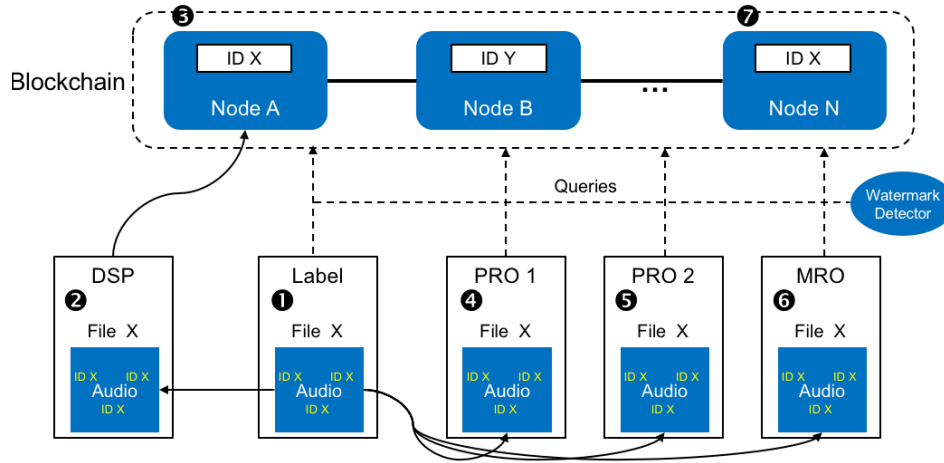 ❸
❼
ID X
ID Y
ID X
Blockchain
Node A
Node B
...
Node N
Queries
Watermark
Detector
DSP
Label
PRO 1
PRO 2
MRO
❷
❶
❹
❺
❻
File X
File X
File X
File X
File X
ID X ID X
Audio
ID X
ID X ID X
Audio
ID X
ID X ID X
Audio
ID X
ID X ID X
Audio
ID X
ID X ID X
Audio
ID X